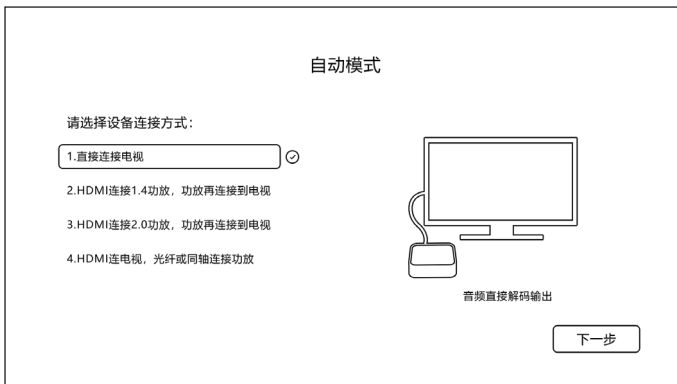 自动模式
请选择设备连接方式：
1.直接连接电视
2.HDMI连接1.4功放，功放再连接到电视
3.HDMI连接2.0功放，功放再连接到电视
4.HDMI连电视，光纤或同轴连接功放
音频直接解码输出
下一步